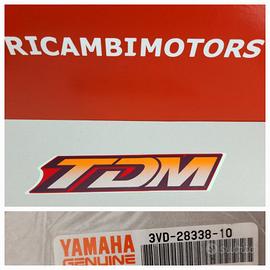 RICAMBIMOTORS
TDM
YAMAHA 3VD-28338-10
GENUINE